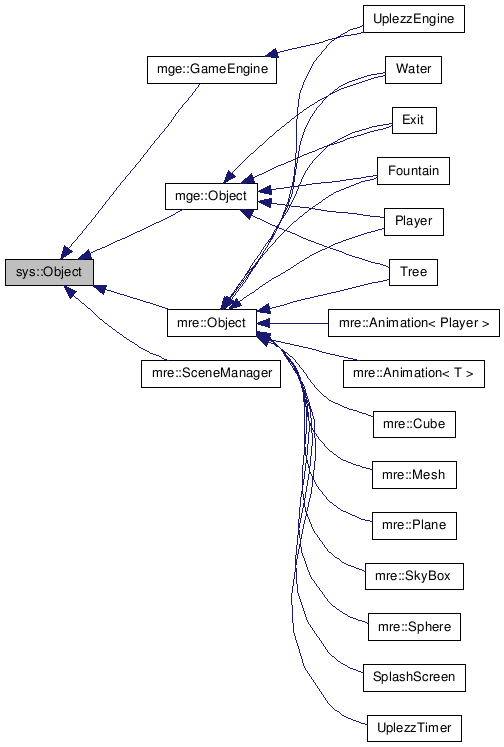 UplezzEngine
mge::GameEngine
Water
Exit
Fountain
mge::Object
Player
Tree
sys::Object
mre::Object
mre::Animation< Player >
mre::SceneManager
mre::Animation< T >
mre::Cube
mre::Mesh
mre::Plane
mre::SkyBox
mre::Sphere
SplashScreen
UplezzTimer